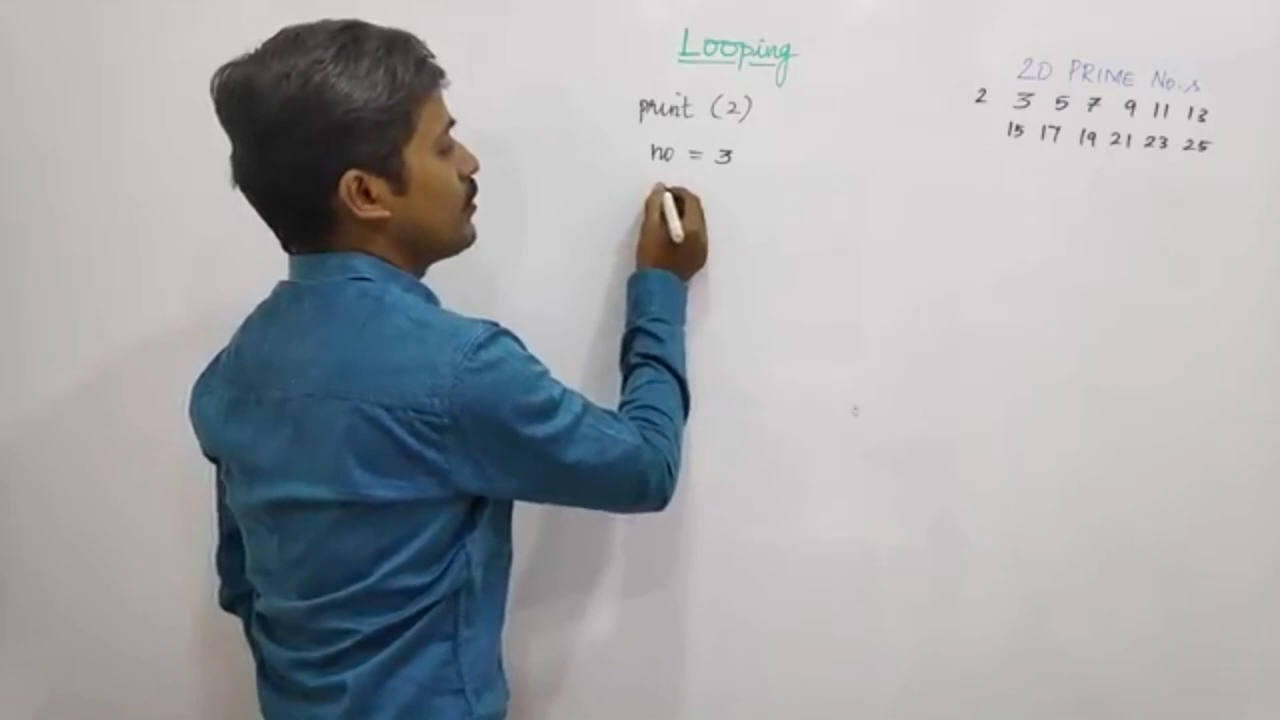 Looping
print (2)
no = 3
20 PRIME No.s
2 3 5 7 9 11 13
15 17 19 21 23 25